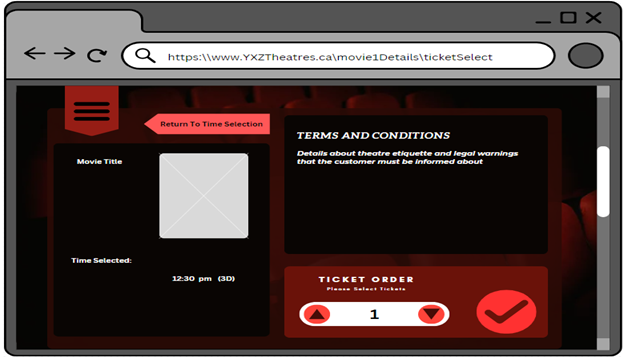 https:\\www.YXZTheatres.ca\movie1Details\ticketSelect
Return To Time Selection
Movie Title
Time Selected:
12:30 pm (3D)
TERMS AND CONDITIONS
Details about theatre etiquette and legal warnings
that the customer must be informed about
TICKET ORDER
Please Select Tickets
1